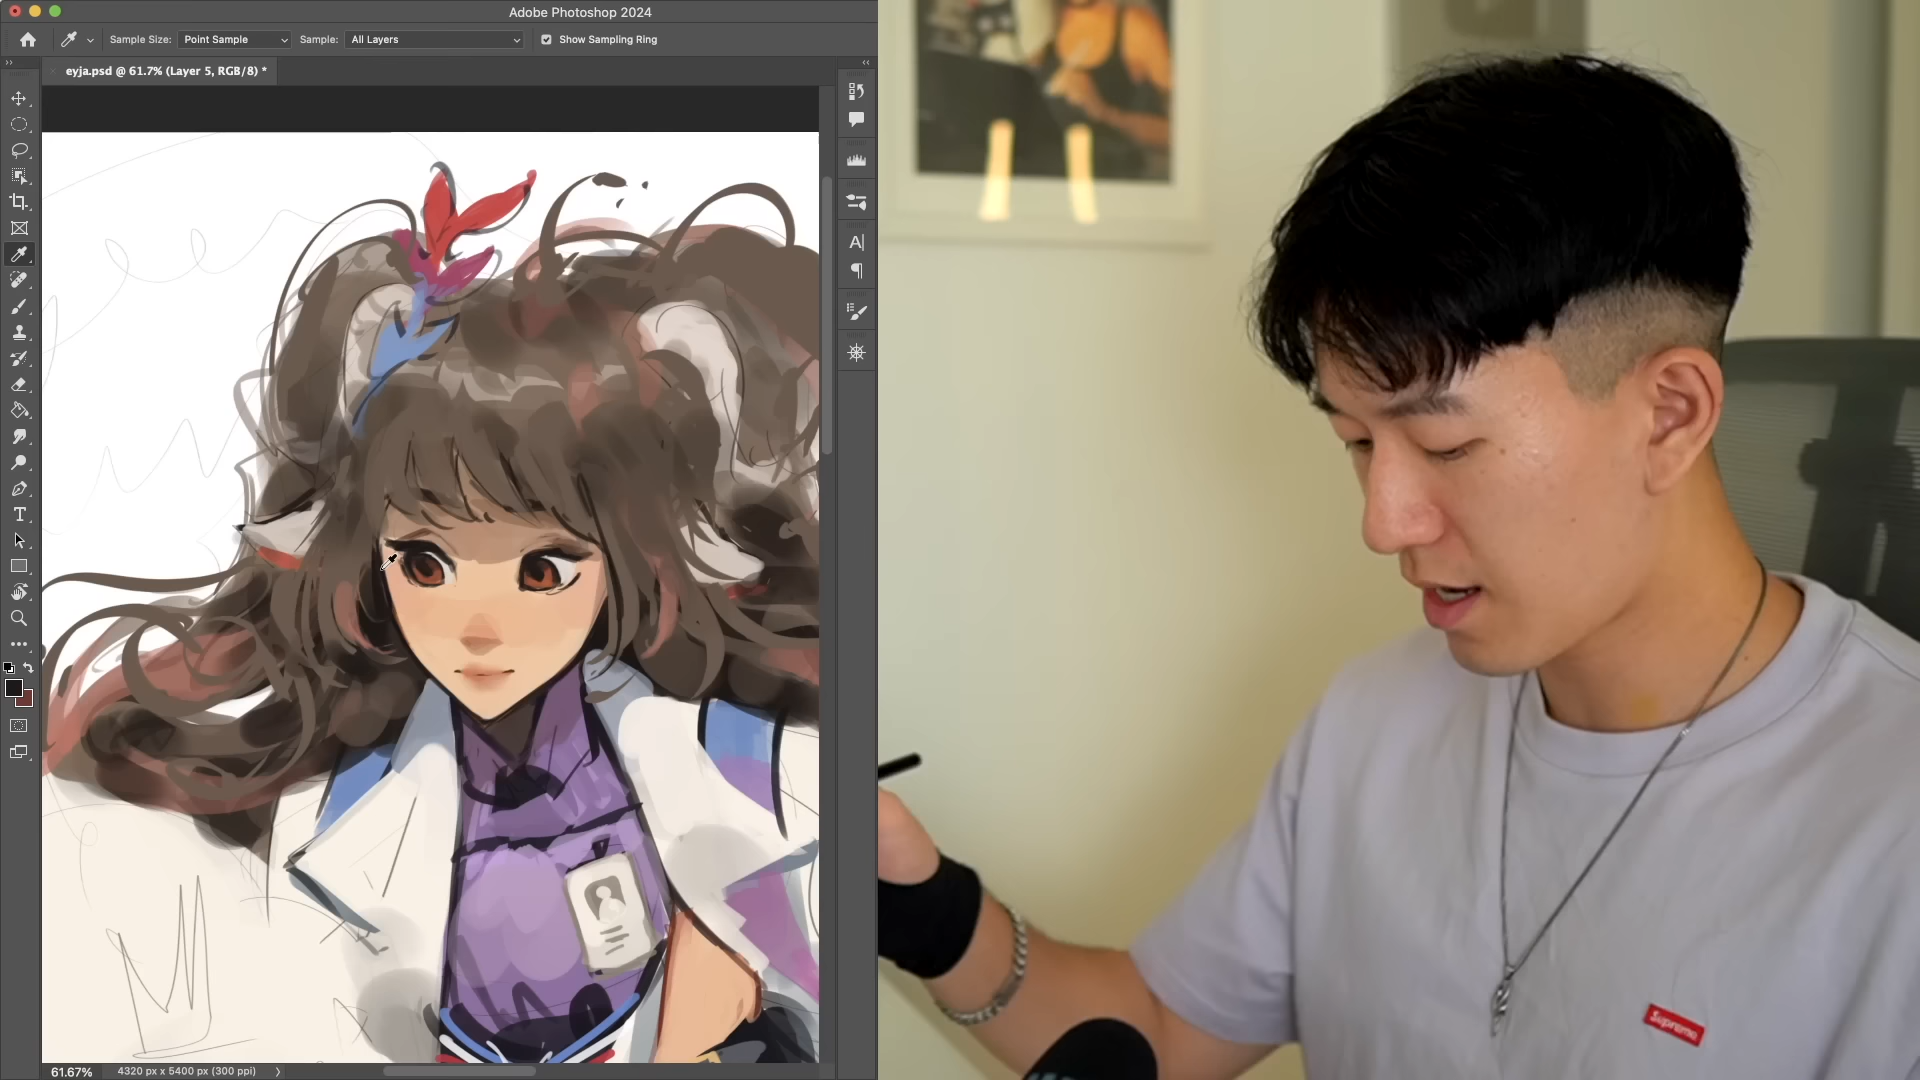 Adobe Photoshop 2024
Sample Size: Point Sample Sample: All Layers Show Sampling Ring
eyja.psd @ 61.7% (Layer 5, RGB/8) *
Supreme
61.67% 4320 px x 5400 px (300 ppi)